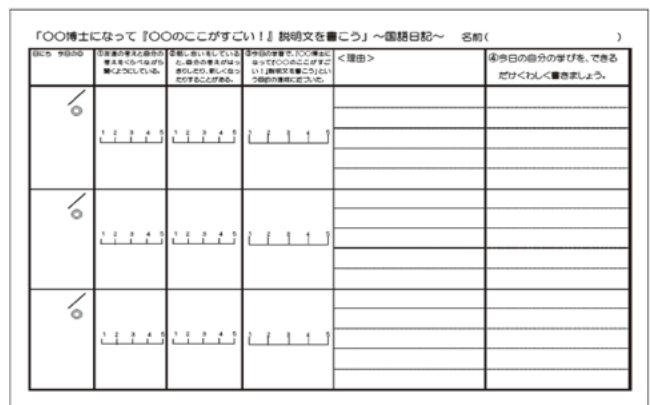 「〇〇博士になって『〇〇のここがすごい！』説明文を書こう」～国語日記～　名前（　　　　　　　　）
日にち　今日の◎
①友達の考えと自分の
考えをくらべながら
聞くようにしている。
②話し合いをしている
と、自分の考えがはっ
きりしたり、新しくなっ
たりすることがある。
③今日の学習で、「〇〇博士に
なって『〇〇のここがすご
い！』説明文を書こう」とい
う目的の達成に近づいた。
＜理由＞
④今日の自分の学びを、できる
だけくわしく書きましょう。
／
◎
1 2 3 4 5
1 2 3 4 5
1 2 3 4 5
／
◎
1 2 3 4 5
1 2 3 4 5
1 2 3 4 5
／
◎
1 2 3 4 5
1 2 3 4 5
1 2 3 4 5